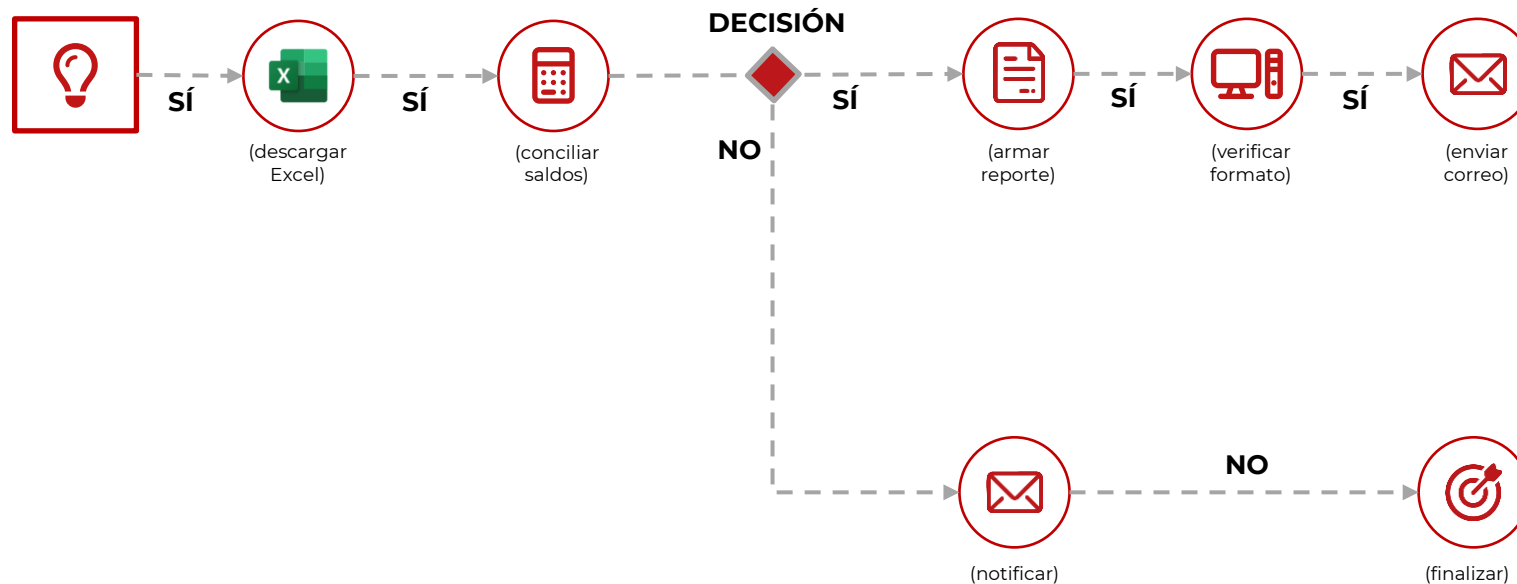 DECISIÓN
X
SÍ
SÍ
SÍ
SÍ
SÍ
(descargar
Excel)
(conciliar
saldos)
NO
(armar
reporte)
(verificar
formato)
(enviar
correo)
NO
(notificar)
(finalizar)